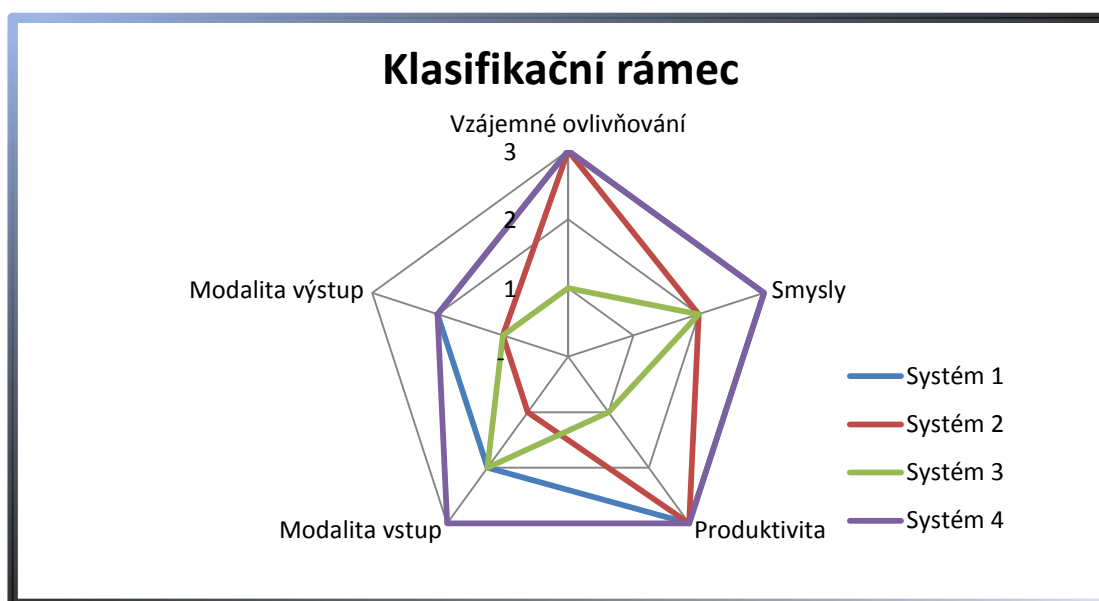 Klasifikační rámec
Vzájemné ovlivňování
3
2
1
-
Modalita výstup
Smysly
Modalita vstup
Produktivita
Systém 1
Systém 2
Systém 3
Systém 4